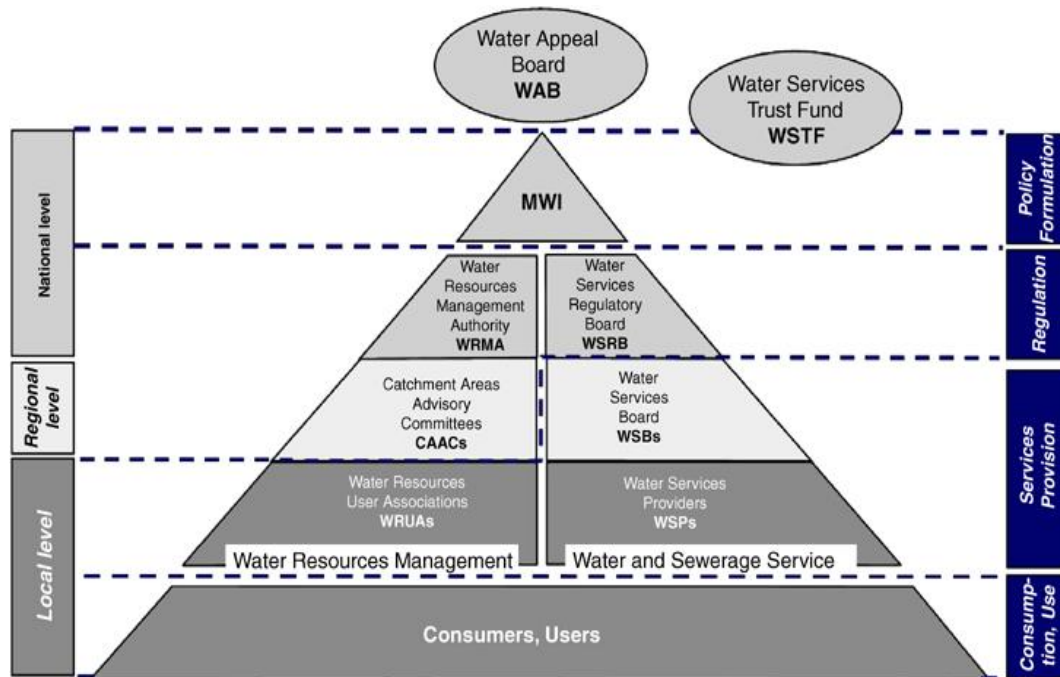 Water Appeal
Board
WAB
Water Services
Trust Fund
WSTF
National level
Policy
Formulation
MWI
Water
Resources
Management
Authority
WRMA
Water
Services
Regulatory
Board
WSRB
Regulation
Regional
level
Catchment Areas
Advisory
Committees
CAACs
Water
Services
Board
WSBs
Services
Provision
Local level
Water Resources
User Associations
WRUAs
Water Services
Providers
WSPs
Water Resources Management
Water and Sewerage Service
Consumers, Users
Consump-
tion, Use